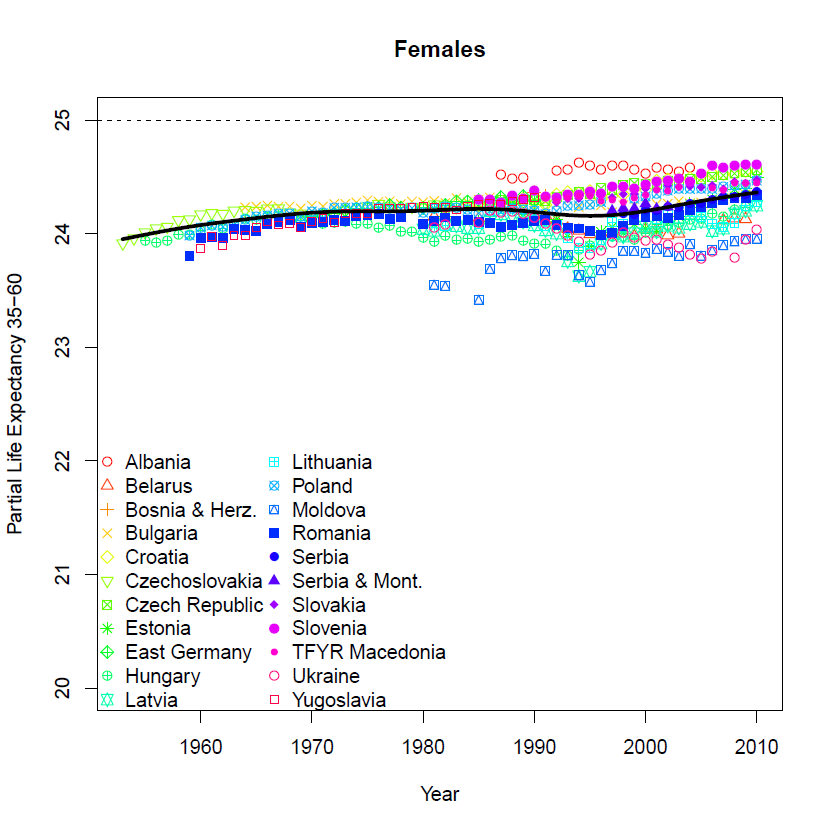 Females
Partial Life Expectancy 35−60
25
24
23
22
21
20
Albania
Belarus
Bosnia & Herz.
Bulgaria
Croatia
Czechoslovakia
Czech Republic
Estonia
East Germany
Hungary
Latvia
Lithuania
Poland
Moldova
Romania
Serbia
Serbia & Mont.
Slovakia
Slovenia
TFYR Macedonia
Ukraine
Yugoslavia
1960 1970 1980 1990 2000 2010
Year